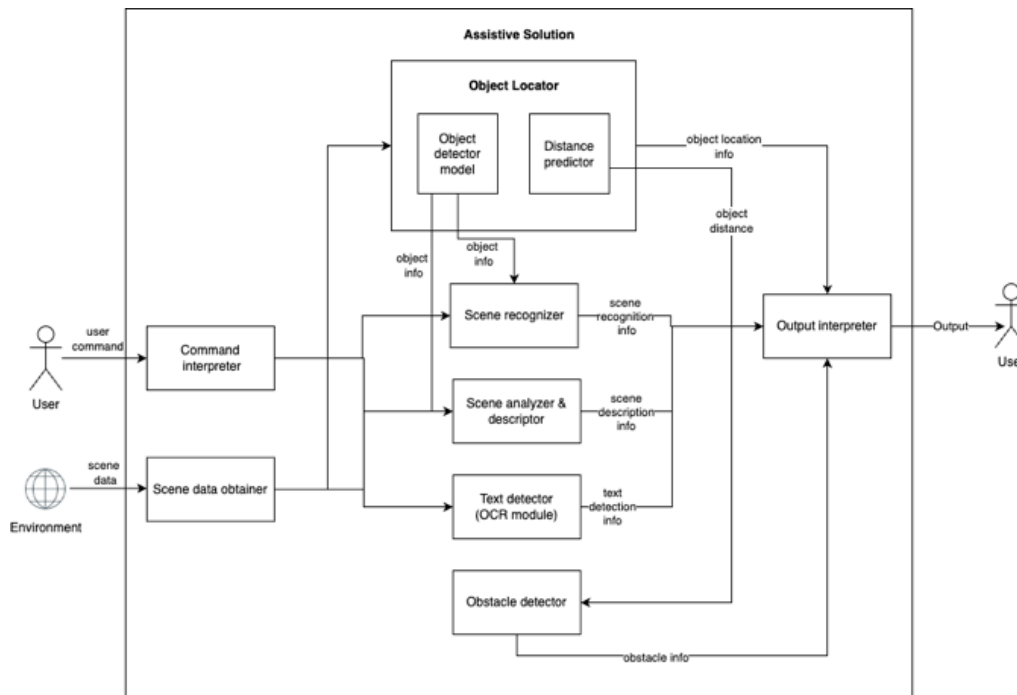 Assistive Solution
Object Locator
Object
detector
model
Distance
predictor
object location
info
object
distance
object
info
object
info
user
command
User
Command
interpreter
Scene recognizer
scene
recognition
info
Output interpreter
Output
Use
Scene analyzer &
descriptor
scene
description
info
scene
data
Environment
Scene data obtainer
Text detector
(OCR module)
text
detection
info
Obstacle detector
obstacle info